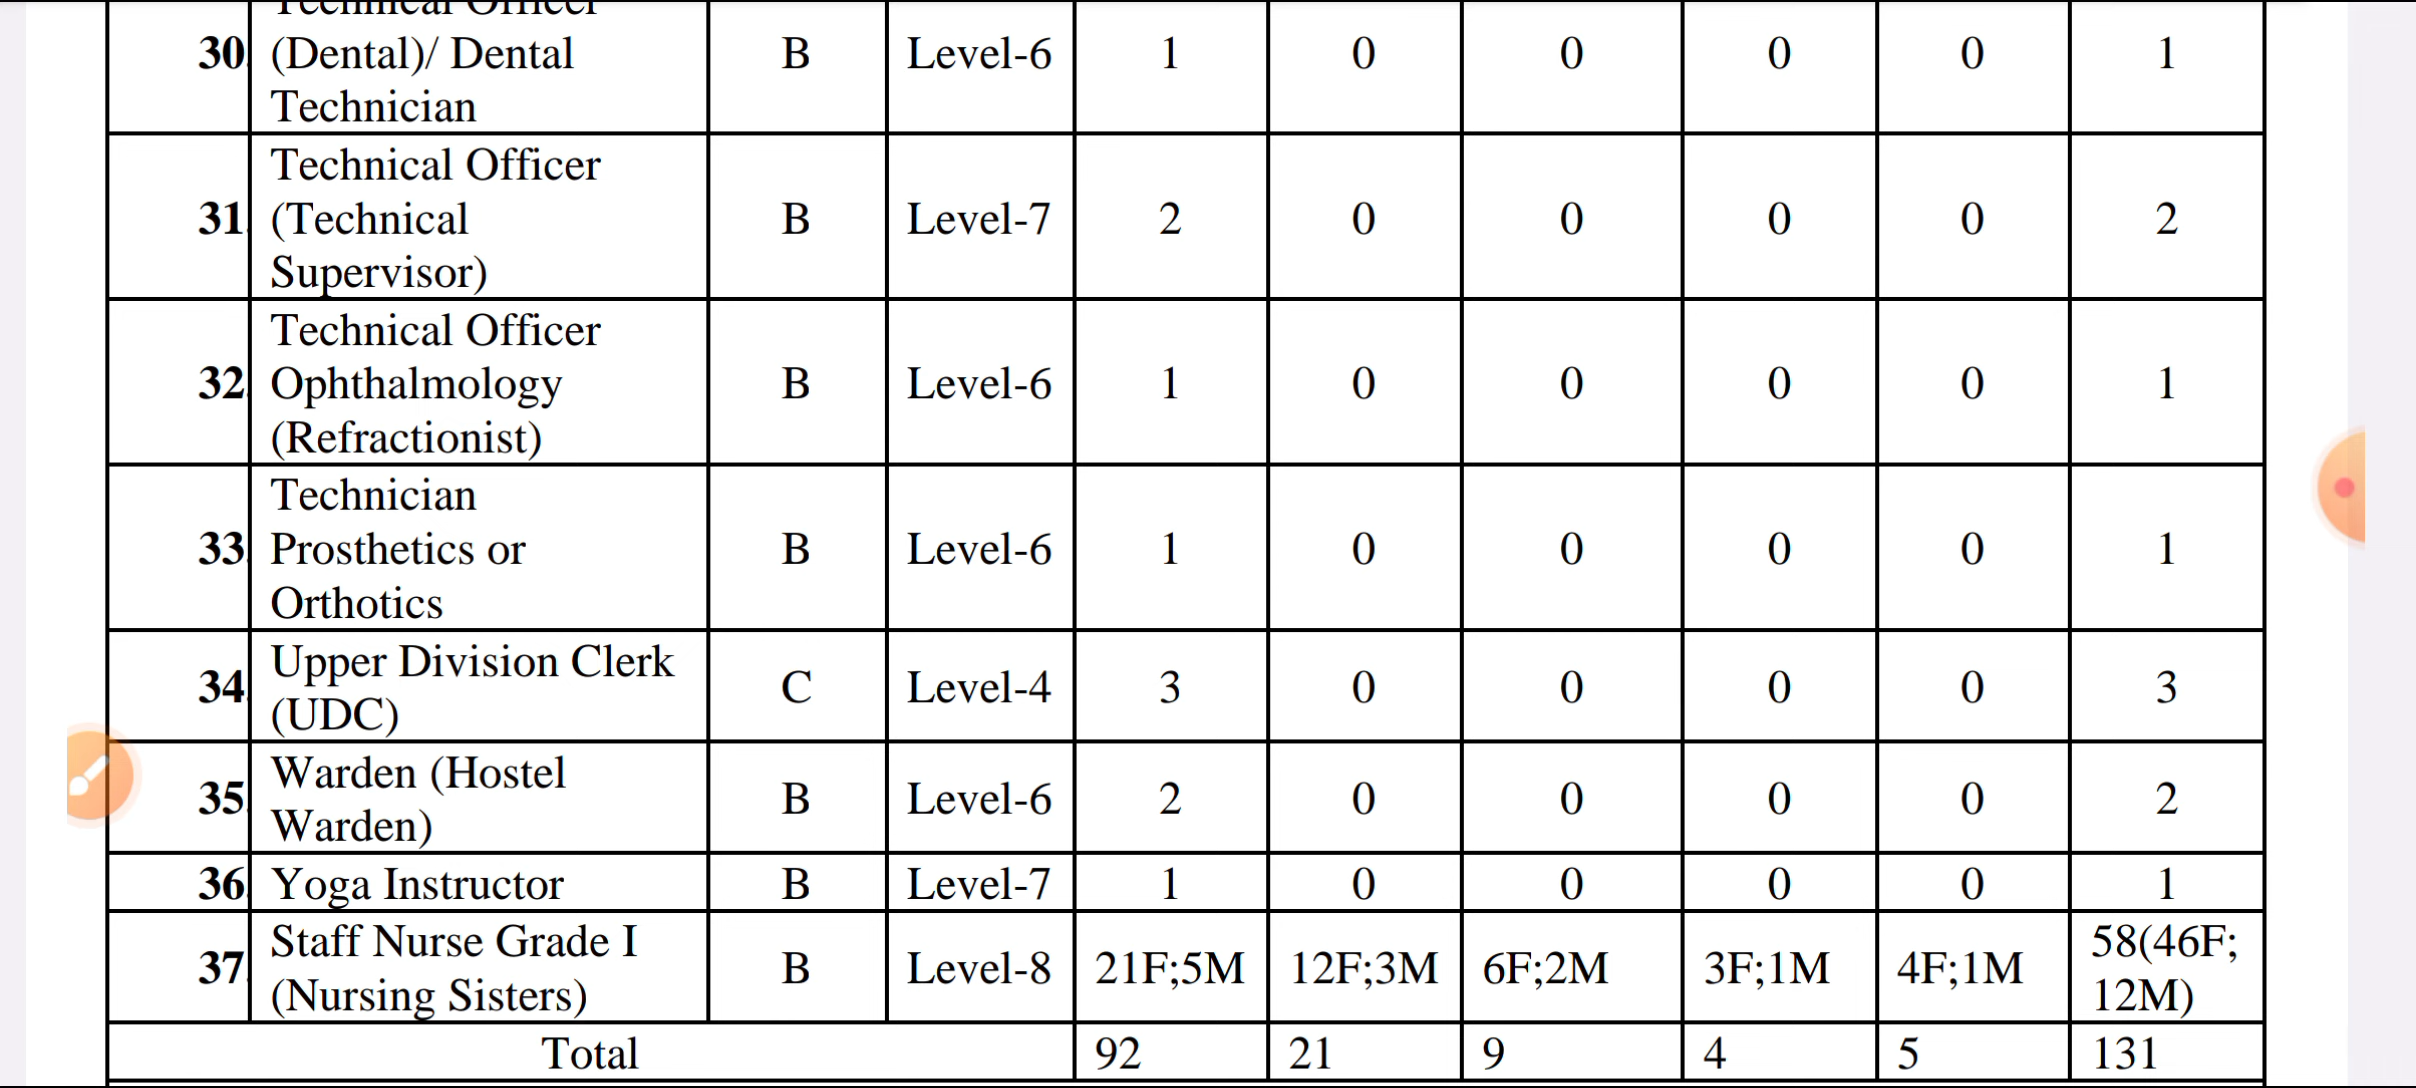 Technical Officer
30. (Dental)/ Dental B Level-6 1 0 0 0 0 1
Technician
Technical Officer
31. (Technical B Level-7 2 0 0 0 0 2
Supervisor)
Technical Officer
32. Ophthalmology B Level-6 1 0 0 0 0 1
(Refractionist)
Technician
33. Prosthetics or B Level-6 1 0 0 0 0 1
Orthotics
Upper Division Clerk
34. C Level-4 3 0 0 0 0 3
(UDC)
Warden (Hostel
35. B Level-6 2 0 0 0 0 2
Warden)
36. Yoga Instructor B Level-7 1 0 0 0 0 1
Staff Nurse Grade I 58(46F;
37. B Level-8 21F;5M 12F;3M 6F;2M 3F;1M 4F;1M
(Nursing Sisters) 12M)
Total 92 21 9 4 5 131